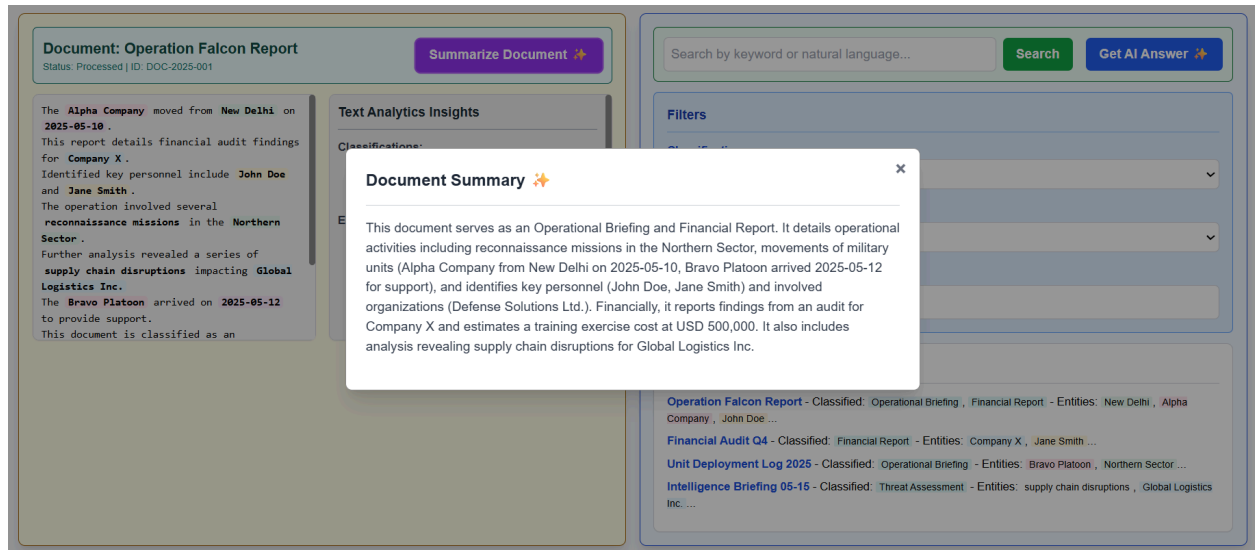 Document: Operation Falcon Report
Status: Processed | ID: DOC-2025-001
Summarize Document ✨
The Alpha Company moved from New Delhi on
2025-05-10 .
This report details financial audit findings
for Company X .
Identified key personnel include John Doe
and Jane Smith .
The operation involved several
reconnaissance missions in the Northern
Sector .
Further analysis revealed a series of
supply chain disruptions impacting Global
Logistics Inc.
The Bravo Platoon arrived on 2025-05-12
to provide support.
This document is classified as an
Text Analytics Insights
Classifications:
Document Summary ✨
×
This document serves as an Operational Briefing and Financial Report. It details operational
activities including reconnaissance missions in the Northern Sector, movements of military
units (Alpha Company from New Delhi on 2025-05-10, Bravo Platoon arrived 2025-05-12
for support), and identifies key personnel (John Doe, Jane Smith) and involved
organizations (Defense Solutions Ltd.). Financially, it reports findings from an audit for
Company X and estimates a training exercise cost at USD 500,000. It also includes
analysis revealing supply chain disruptions for Global Logistics Inc.
Search by keyword or natural language...
Search
Get AI Answer ✨
Filters
Operation Falcon Report - Classified: Operational Briefing , Financial Report - Entities: New Delhi , Alpha
Company , John Doe ...
Financial Audit Q4 - Classified: Financial Report - Entities: Company X , Jane Smith ...
Unit Deployment Log 2025 - Classified: Operational Briefing - Entities: Bravo Platoon , Northern Sector ...
Intelligence Briefing 05-15 - Classified: Threat Assessment - Entities: supply chain disruptions , Global Logistics
Inc. ...